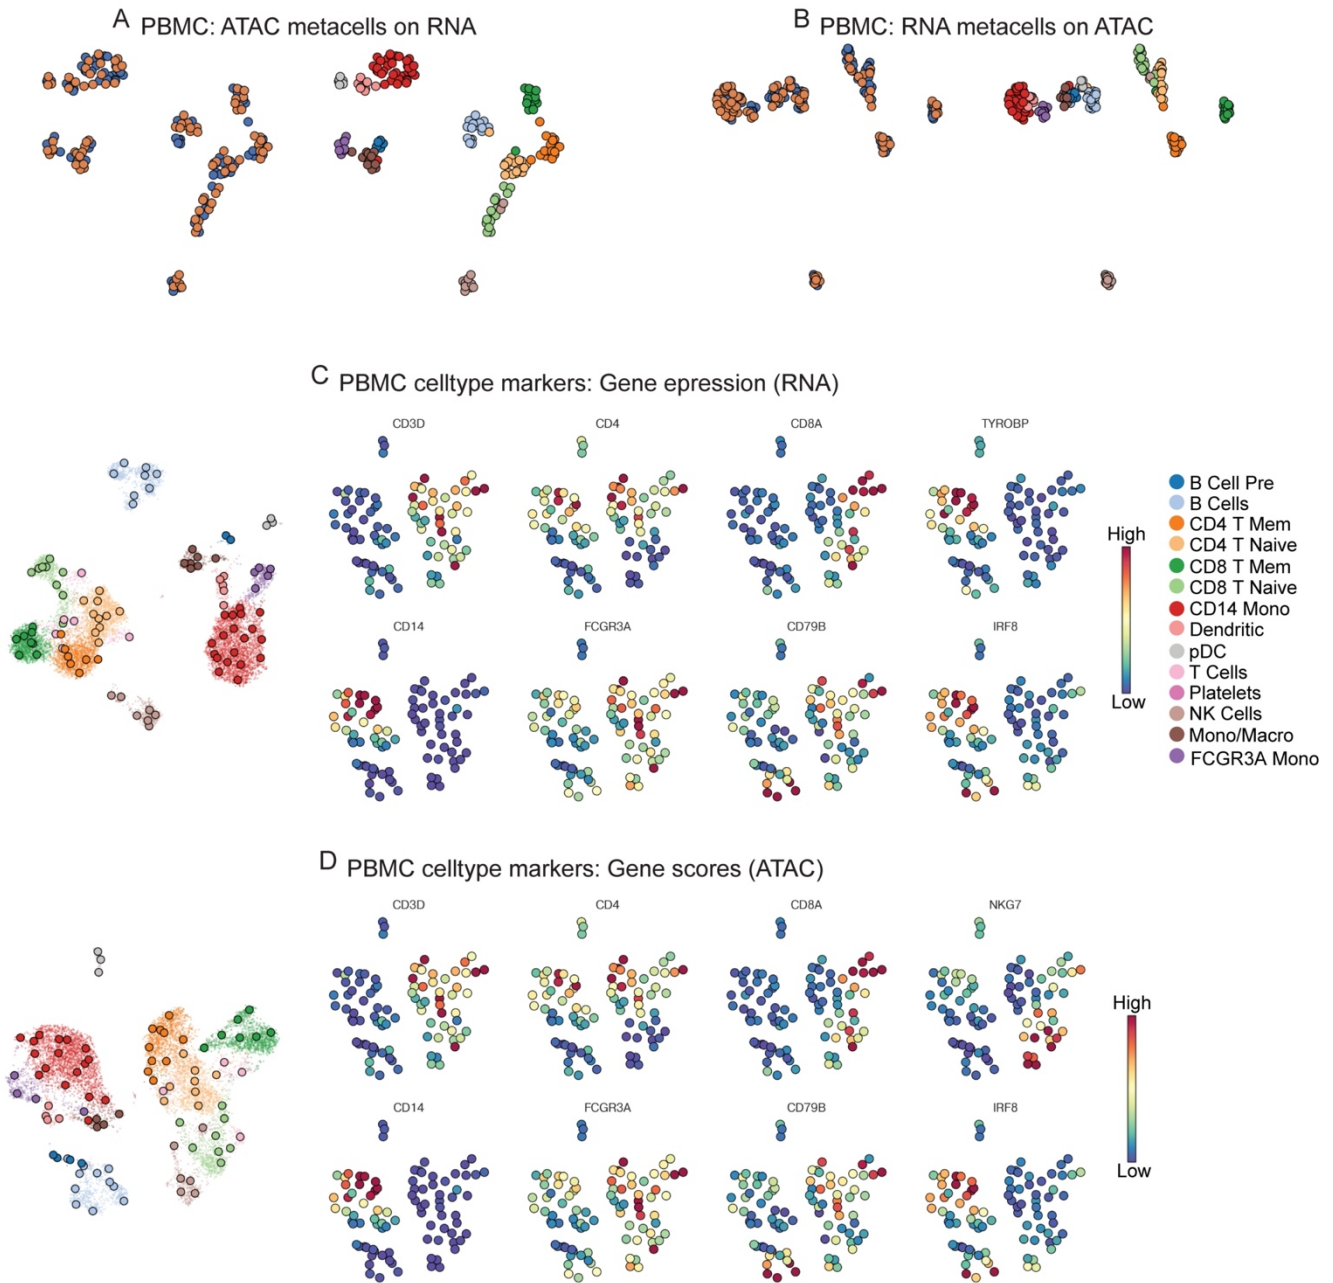 A PBMC: ATAC metacells on RNA
B PBMC: RNA metacells on ATAC
C PBMC celltype markers: Gene epression (RNA)
CD3D CD4 CD8A TYROBP
CD14 FCGR3A CD79B IRF8
High
Low
B Cell Pre
B Cells
CD4 T Mem
CD4 T Naive
CD8 T Mem
CD8 T Naive
CD14 Mono
Dendritic
pDC
T Cells
Platelets
NK Cells
Mono/Macro
FCGR3A Mono
D PBMC celltype markers: Gene scores (ATAC)
CD3D CD4 CD8A NKG7
CD14 FCGR3A CD79B IRF8
High
Low